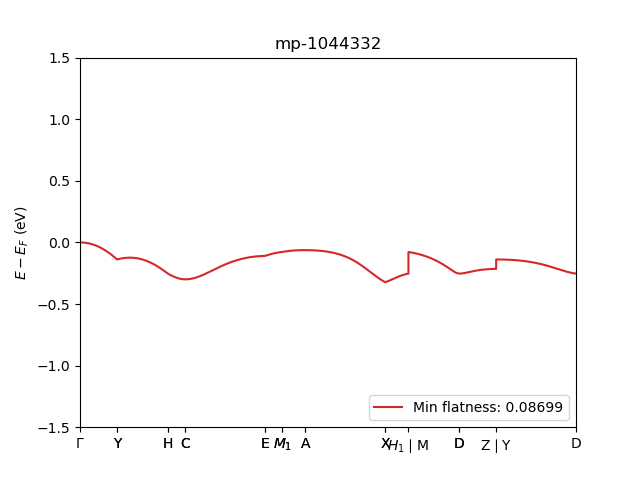 mp-1044332
1.5
1.0
0.5
0.0
−0.5
−1.0
−1.5
E − E_F (eV)
Min flatness: 0.08699
Γ Y H C E M_1 A X H_1 | M D Z | Y D